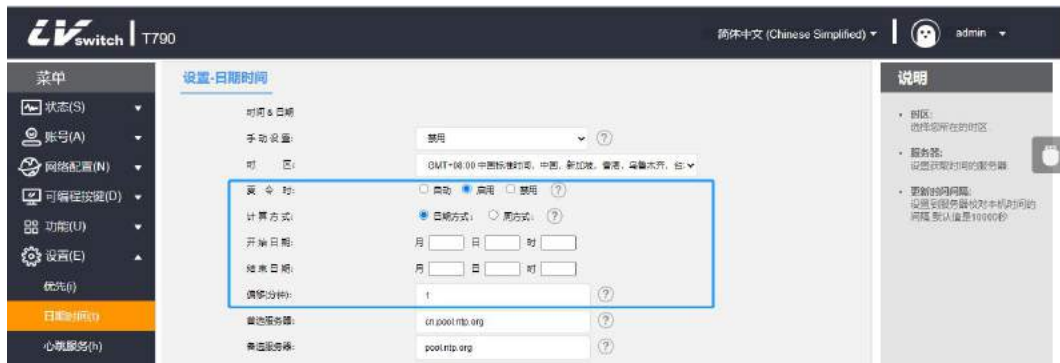 LVswitch T790
简体中文 (Chinese Simplified)
admin
菜单
状态(S)
账号(A)
网络配置(N)
可编程按键(D)
功能(U)
设置(E)
优先(i)
日期时间(t)
心跳服务(h)
设置-日期时间
时间&日期
手动设置: 禁用 ?
时 区: GMT+08:00 中国标准时间, 中国, 新加坡, 香港, 乌鲁木齐, 台
夏令时: 自动 启用 禁用 ?
计算方式: 日期方式: 周方式: ?
开始日期: 月 日 时
结束日期: 月 日 时
偏移(分钟): 1 ?
首选服务器: cn.pool.ntp.org ?
备选服务器: pool.ntp.org ?
说明
时区:
选择您所在的时区
服务器:
设置获取时间的服务器
更新时间间隔:
设置到服务器校对本机时间的
间隔,默认值是10000秒